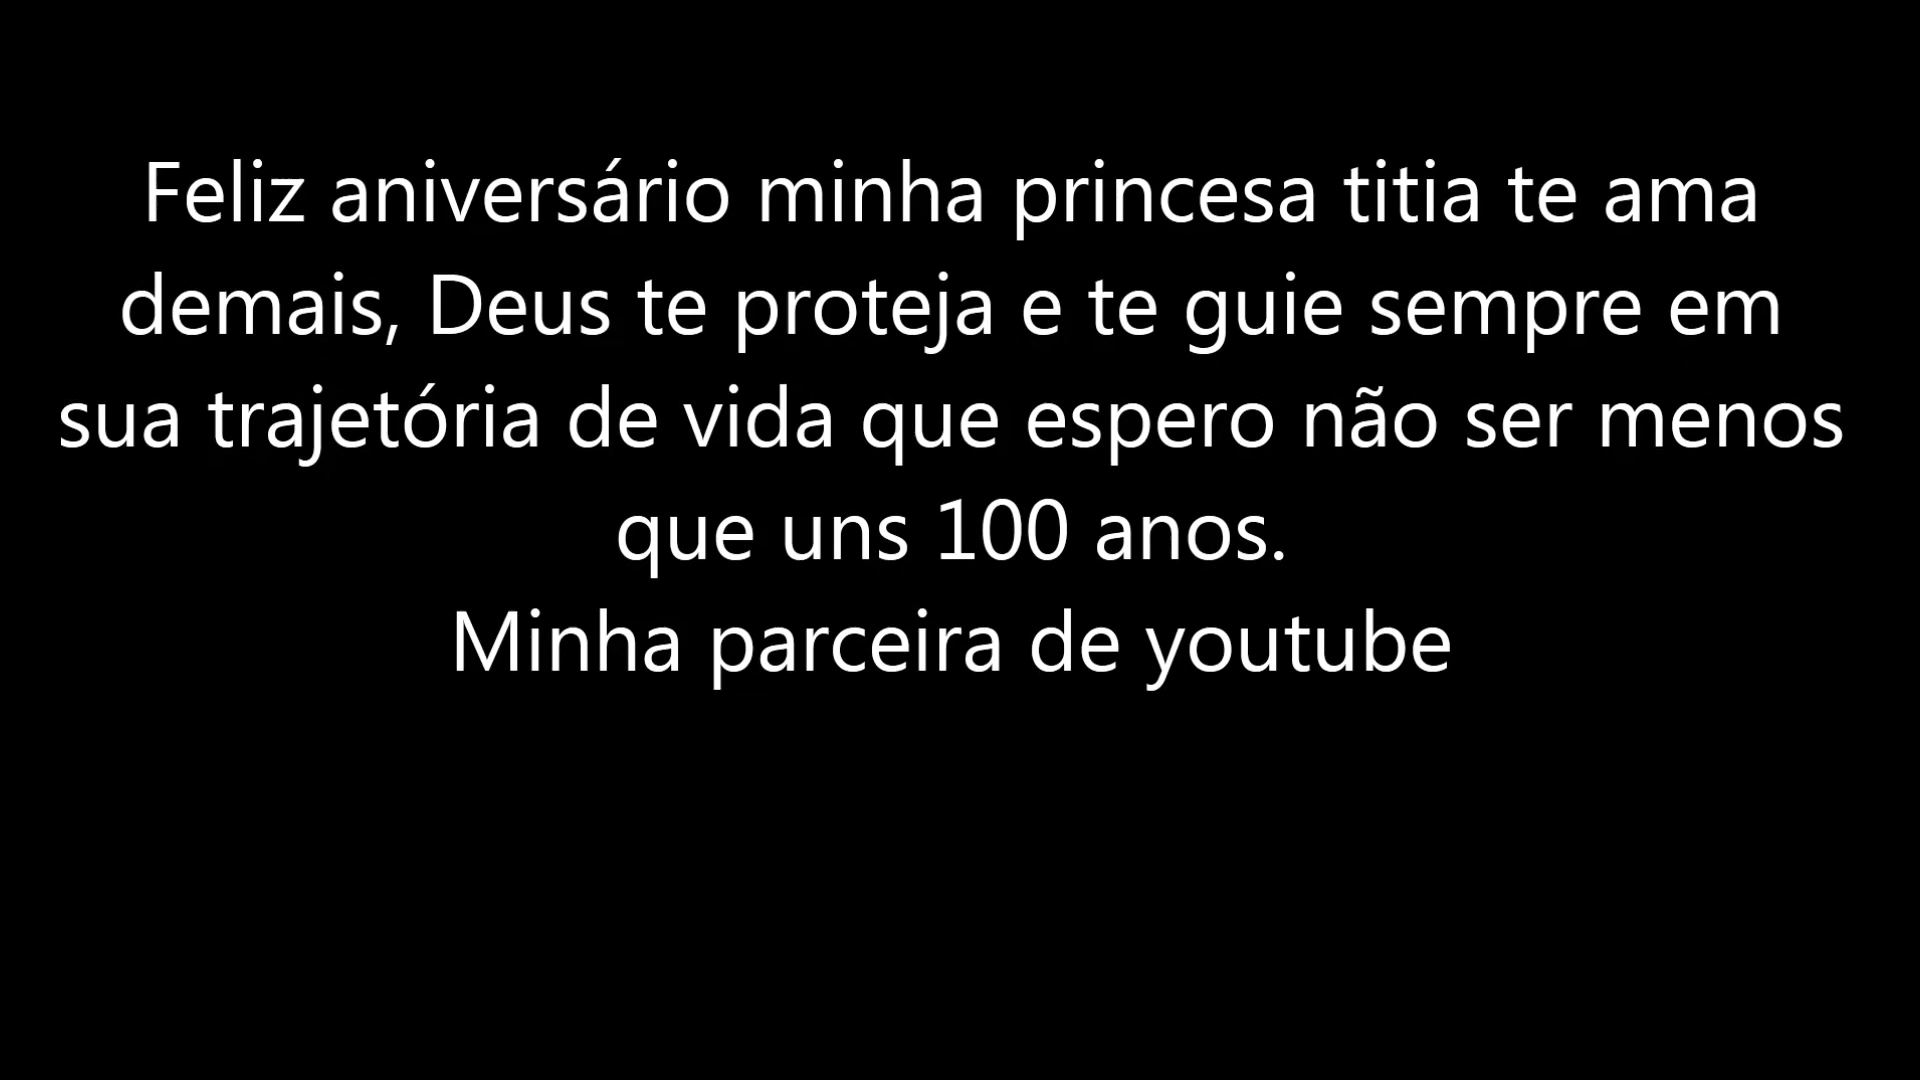 Feliz aniversário minha princesa titia te ama
demais, Deus te proteja e te guie sempre em
sua trajetória de vida que espero não ser menos
que uns 100 anos.
Minha parceira de youtube